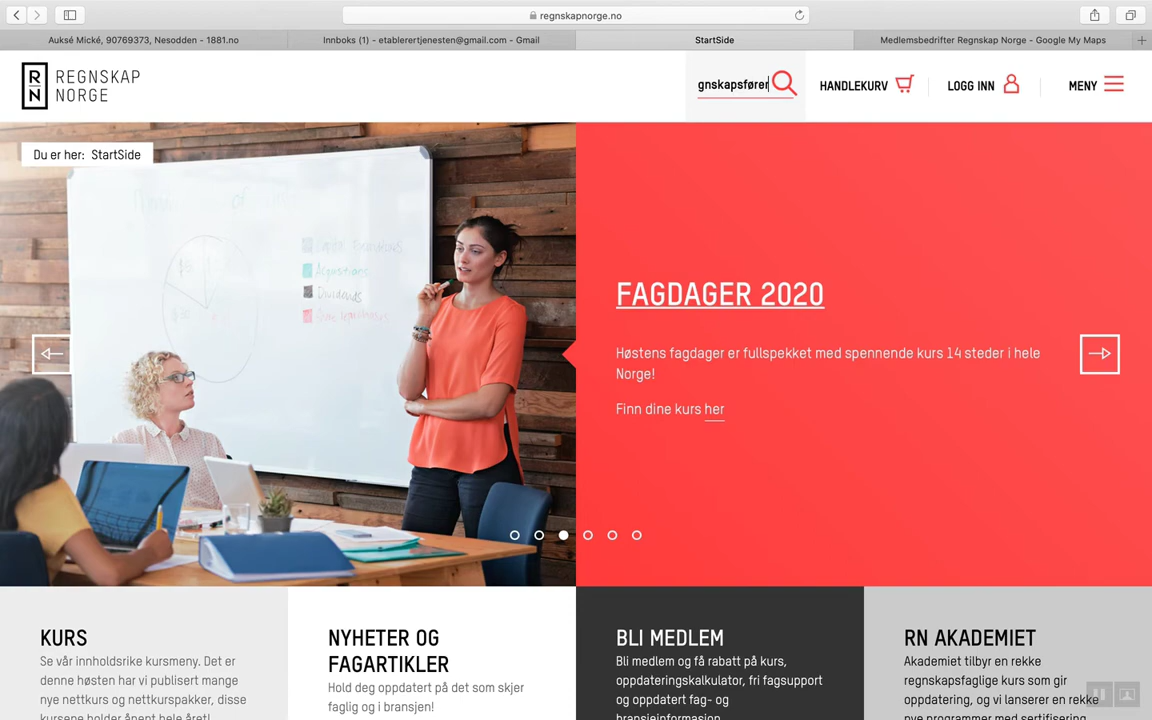 regnskapnorge.no
Auksé Mické, 90769373, Nesodden - 1881.no
Innboks (1) - etablerertjenesten@gmail.com - Gmail
StartSide
Medlemsbedrifter Regnskap Norge - Google My Maps
RN
REGNSKAP
NORGE
gnskapsfører
HANDLEKURV
LOGG INN
MENY
Du er her: StartSide
Acquisitions
Dividends
FAGDAGER 2020
Høstens fagdager er fullspekket med spennende kurs 14 steder i hele
Norge!
Finn dine kurs her
KURS
Se vår innholdsrike kursmeny. Det er
denne høsten har vi publisert mange
nye nettkurs og nettkurspakker, disse
kursene holder åpent hele året!
NYHETER OG
FAGARTIKLER
Hold deg oppdatert på det som skjer
faglig og i bransjen!
BLI MEDLEM
Bli medlem og få rabatt på kurs,
oppdateringskalkulator, fri fagsupport
og oppdatert fag- og
bransjeinformasjon
RN AKADEMIET
Akademiet tilbyr en rekke
regnskapsfaglige kurs som gir
oppdatering, og vi lanserer en rekke
nye programmer med sertifisering